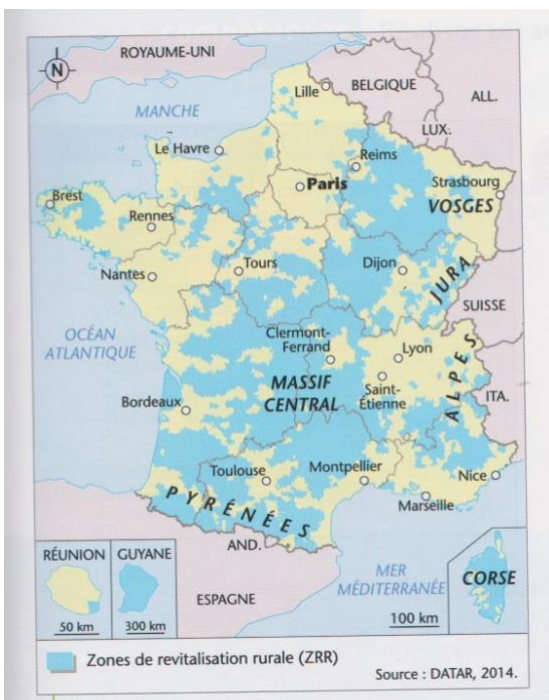 ROYAUME-UNI
N
BELGIQUE
Lille
ALL.
MANCHE
LUX.
Le Havre
Reims
Paris
Strasbourg
Brest
VOSGES
Rennes
Tours
Dijon
JURA
Nantes
SUISSE
OCÉAN
ATLANTIQUE
Clermont-
Ferrand
Lyon
ALPES
MASSIF
CENTRAL
Saint-
Étienne
ITA.
Bordeaux
Toulouse
Montpellier
Nice
PYRÉNÉES
Marseille
AND.
RÉUNION
GUYANE
MER
MÉDITERRANÉE
CORSE
ESPAGNE
50 km
300 km
100 km
Zones de revitalisation rurale (ZRR)
Source : DATAR, 2014.